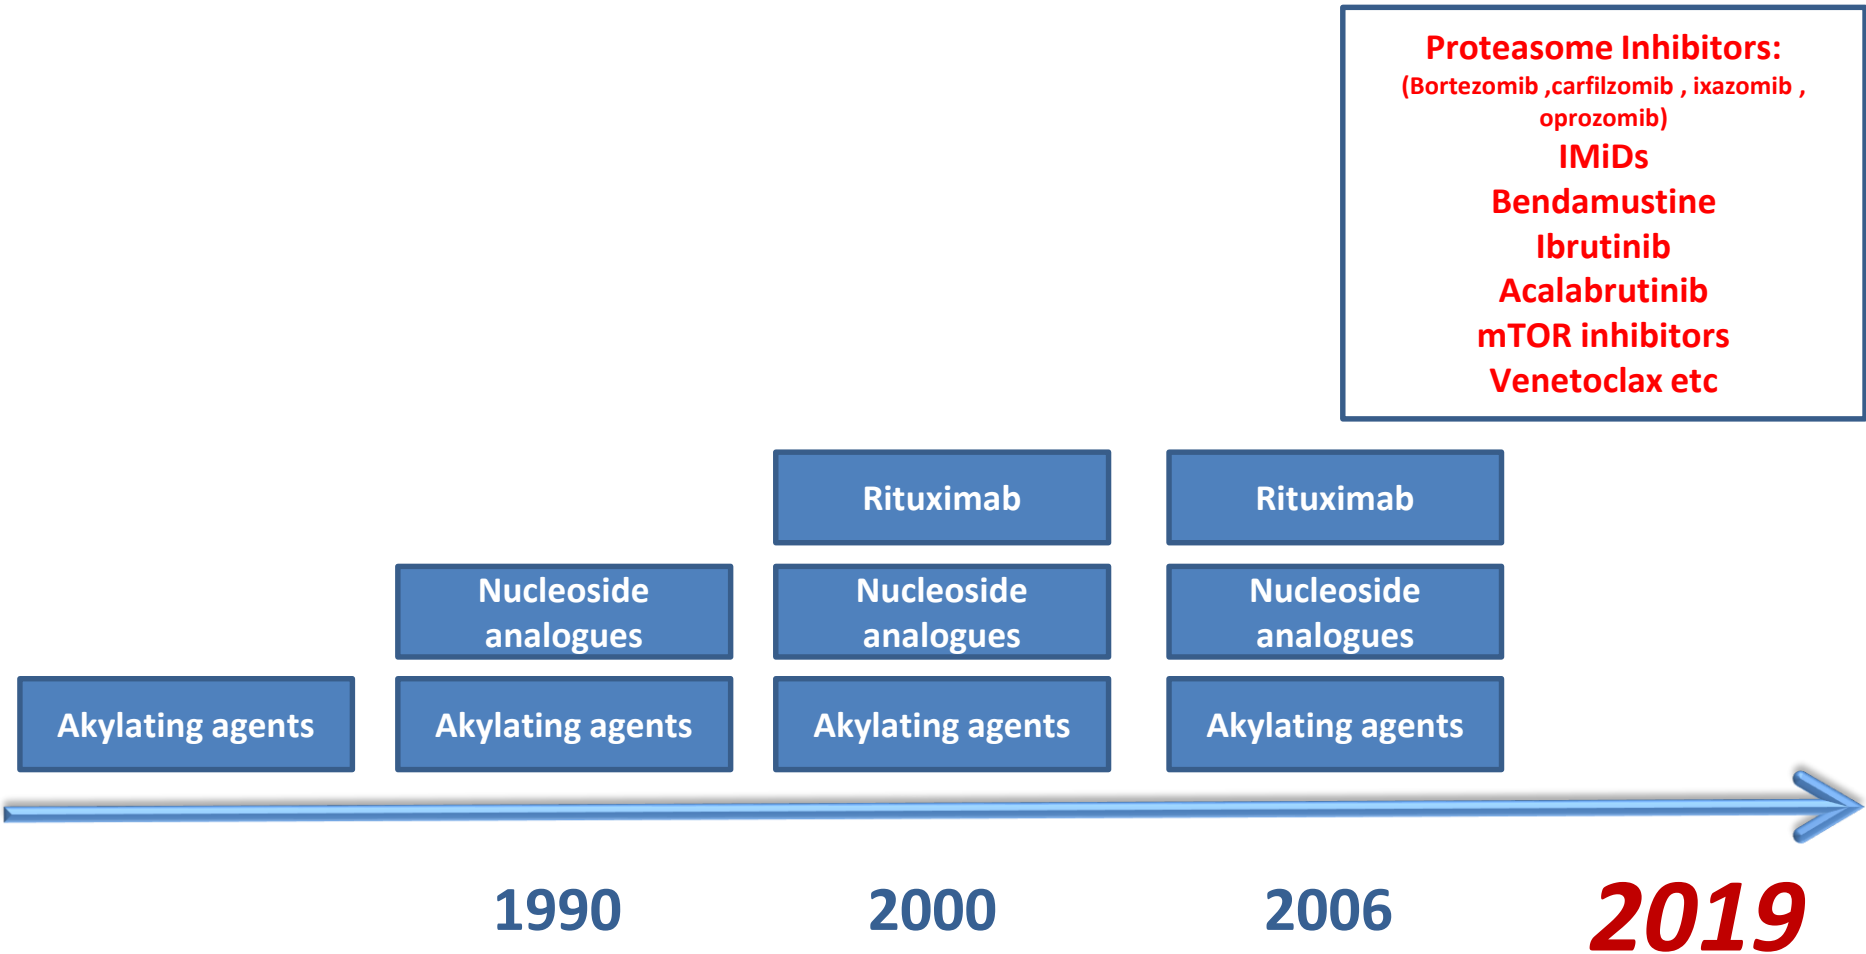 Proteasome Inhibitors:
(Bortezomib ,carfilzomib , ixazomib ,
oprozomib)
IMiDs
Bendamustine
Ibrutinib
Acalabrutinib
mTOR inhibitors
Venetoclax etc
Rituximab
Rituximab
Nucleoside
analogues
Nucleoside
analogues
Nucleoside
analogues
Akylating agents
Akylating agents
Akylating agents
Akylating agents
1990
2000
2006
2019